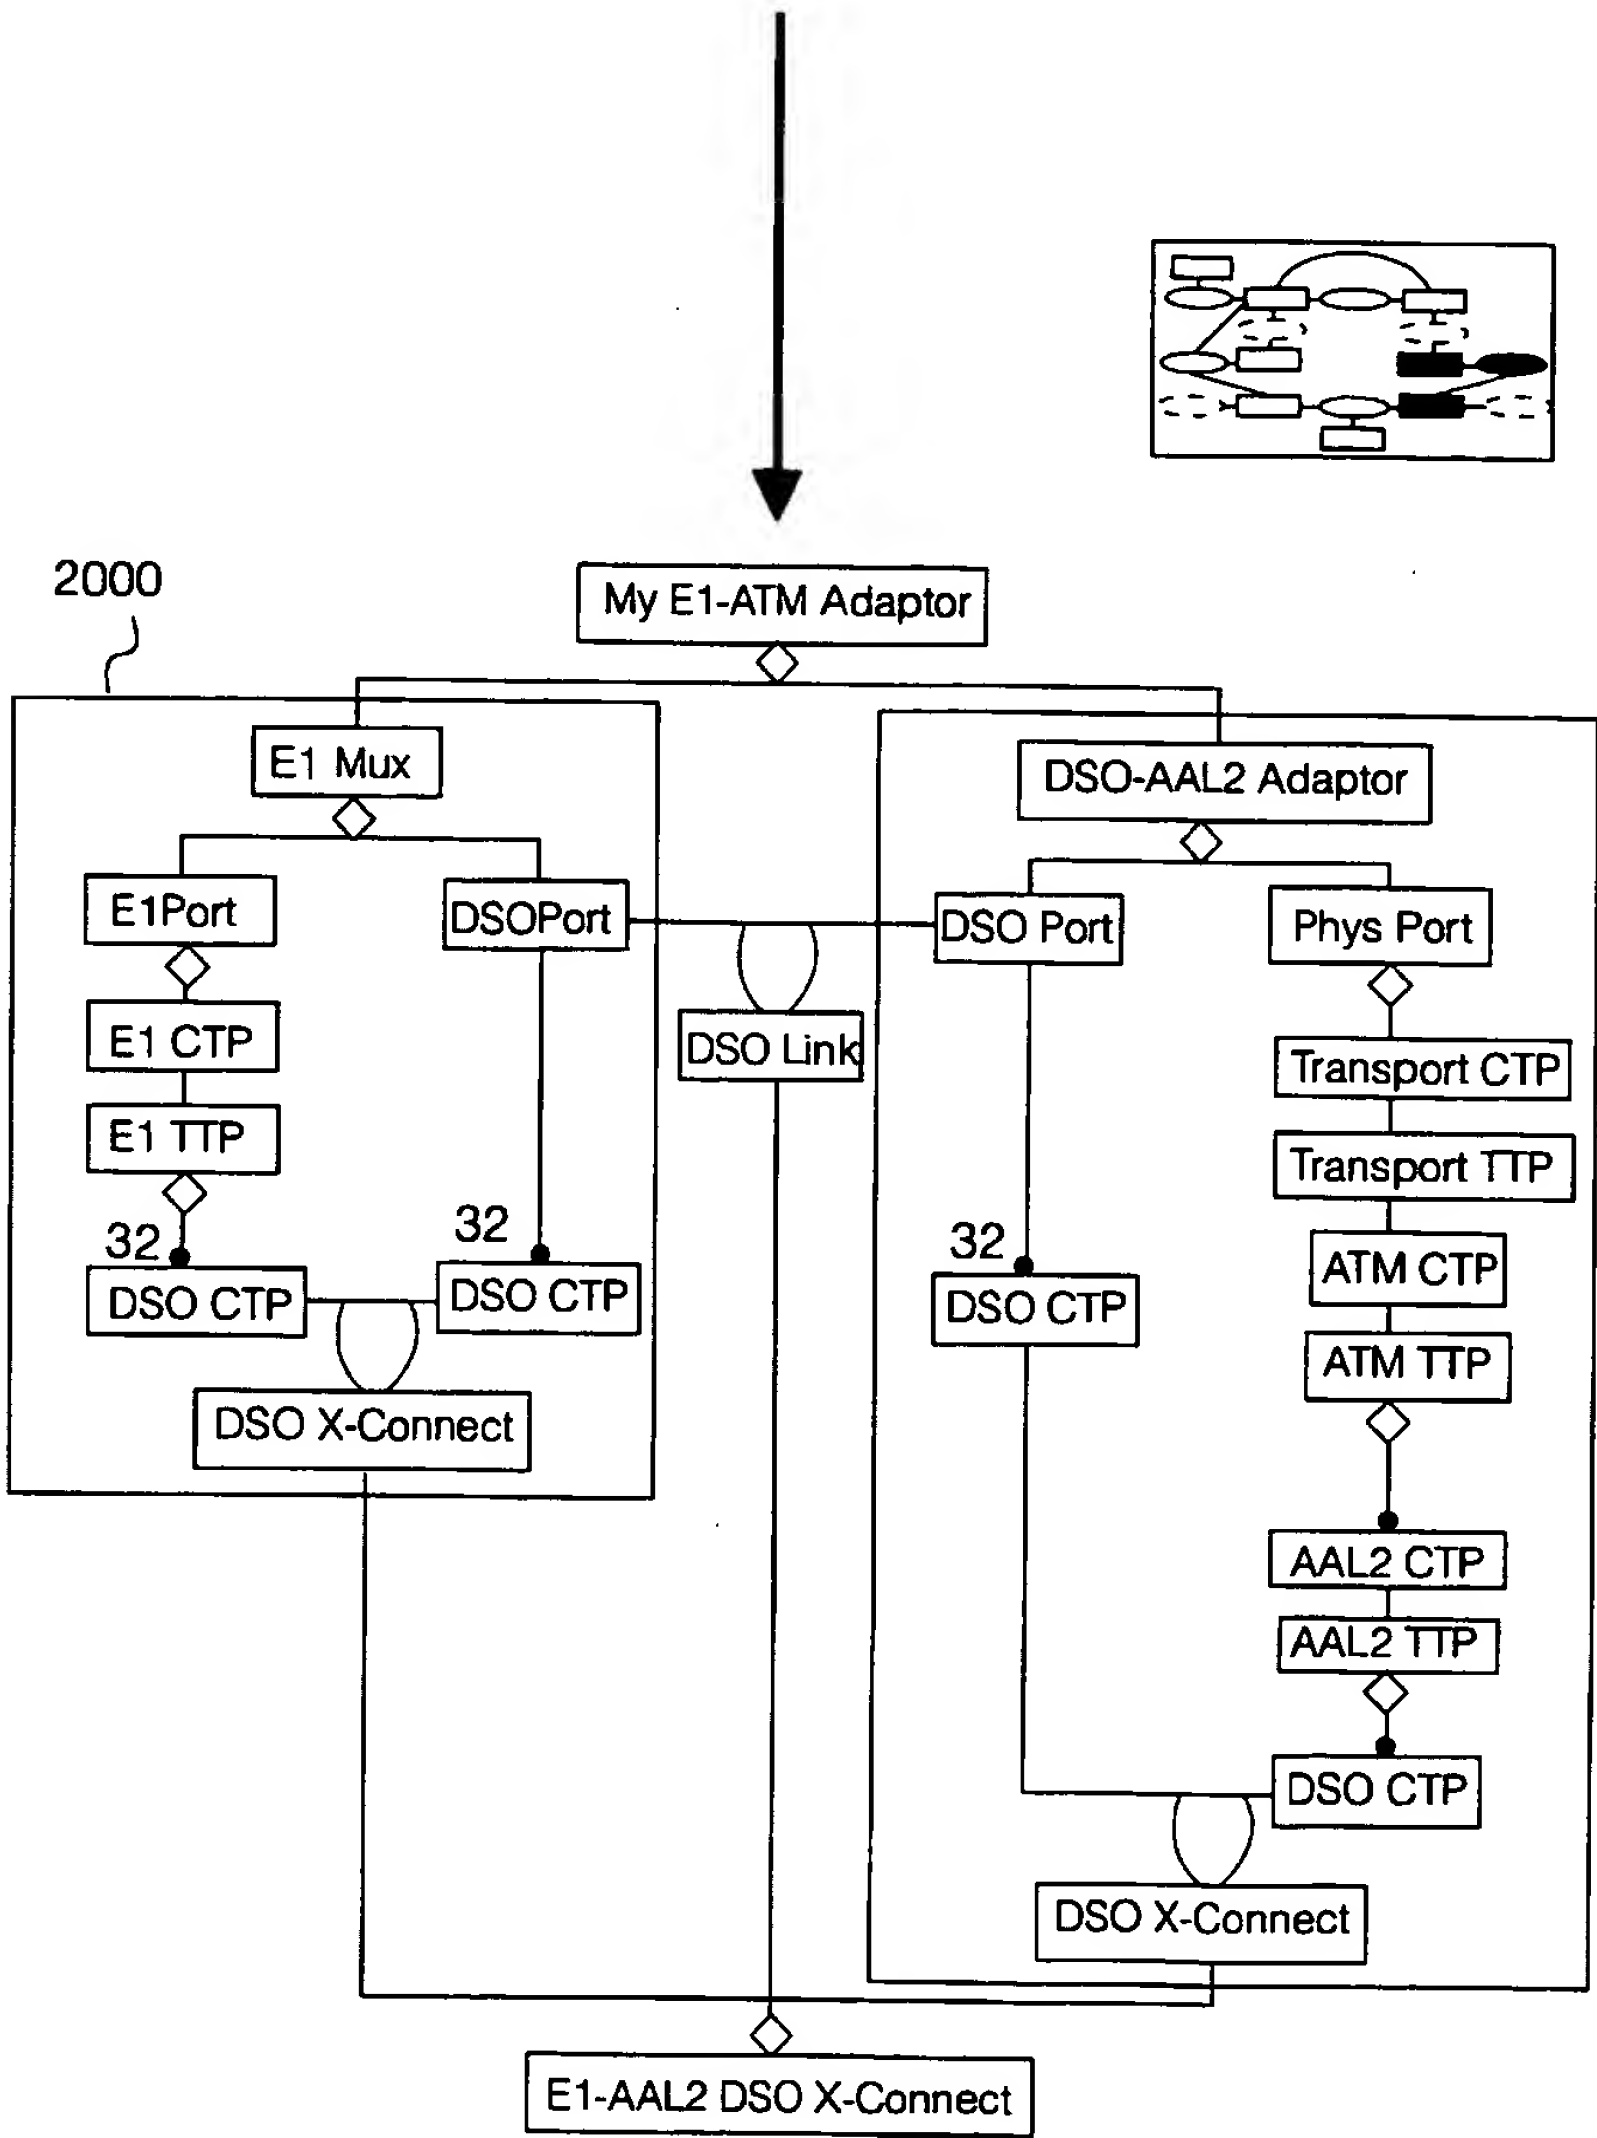 2000
My E1-ATM Adaptor
E1 Mux
DSO-AAL2 Adaptor
E1Port
DSOPort
DSO Port
Phys Port
E1 CTP
DSO Link
Transport CTP
E1 TTP
Transport TTP
32
32
32
ATM CTP
DSO CTP
DSO CTP
DSO CTP
ATM TTP
DSO X-Connect
AAL2 CTP
AAL2 TTP
DSO CTP
DSO X-Connect
E1-AAL2 DSO X-Connect